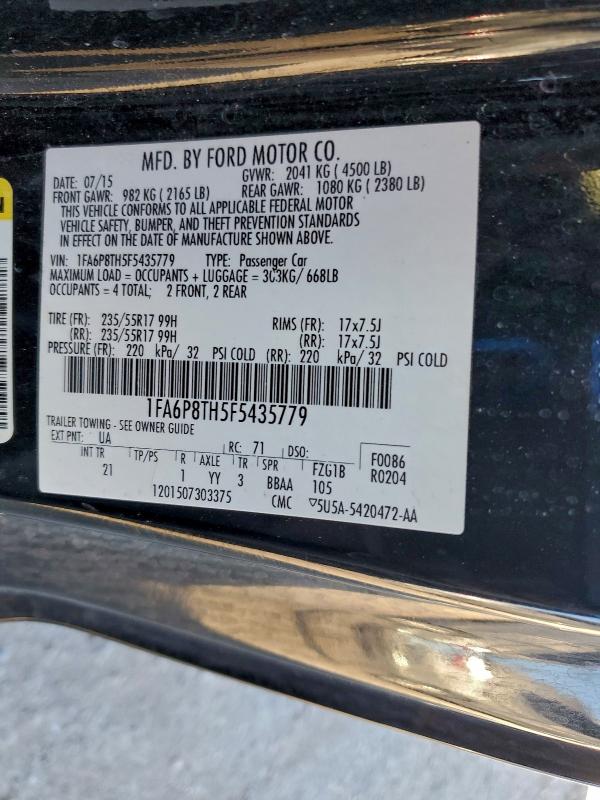 MFD. BY FORD MOTOR CO.
DATE: 07/15 GVWR: 2041 KG ( 4500 LB)
FRONT GAWR: 982 KG ( 2165 LB) REAR GAWR: 1080 KG ( 2380 LB)
THIS VEHICLE CONFORMS TO ALL APPLICABLE FEDERAL MOTOR
VEHICLE SAFETY, BUMPER, AND THEFT PREVENTION STANDARDS
IN EFFECT ON THE DATE OF MANUFACTURE SHOWN ABOVE.
VIN: 1FA6P8TH5F5435779 TYPE: Passenger Car
MAXIMUM LOAD = OCCUPANTS + LUGGAGE = 303KG/ 668LB
OCCUPANTS = 4 TOTAL; 2 FRONT, 2 REAR
TIRE (FR): 235/55R17 99H RIMS (FR): 17x7.5J
(RR): 235/55R17 99H (RR): 17x7.5J
PRESSURE (FR): 220 kPa/ 32 PSI COLD (RR): 220 kPa/ 32 PSI COLD
1FA6P8TH5F5435779
TRAILER TOWING - SEE OWNER GUIDE
EXT PNT: UA RC: 71 DSO: F0086
INT TR TP/PS R AXLE TR SPR FZG1B R0204
21 1 YY 3 BBAA 105
1201507303375 CMC ▽5U5A-5420472-AA